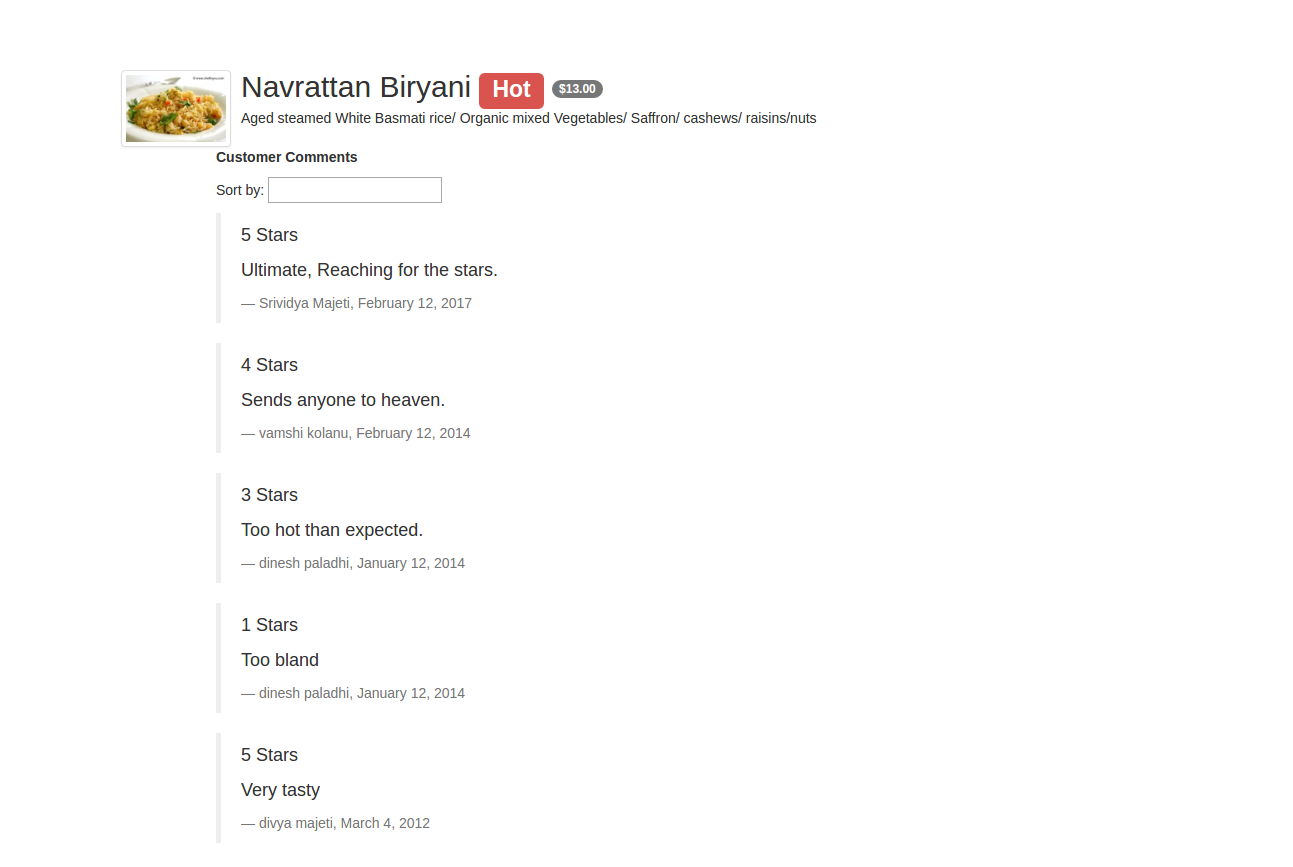 Navrattan Biryani Hot $13.00
Aged steamed White Basmati rice/ Organic mixed Vegetables/ Saffron/ cashews/ raisins/nuts
Customer Comments
Sort by:
5 Stars
Ultimate, Reaching for the stars.
— Srividya Majeti, February 12, 2017
4 Stars
Sends anyone to heaven.
— vamshi kolanu, February 12, 2014
3 Stars
Too hot than expected.
— dinesh paladhi, January 12, 2014
1 Stars
Too bland
— dinesh paladhi, January 12, 2014
5 Stars
Very tasty
— divya majeti, March 4, 2012